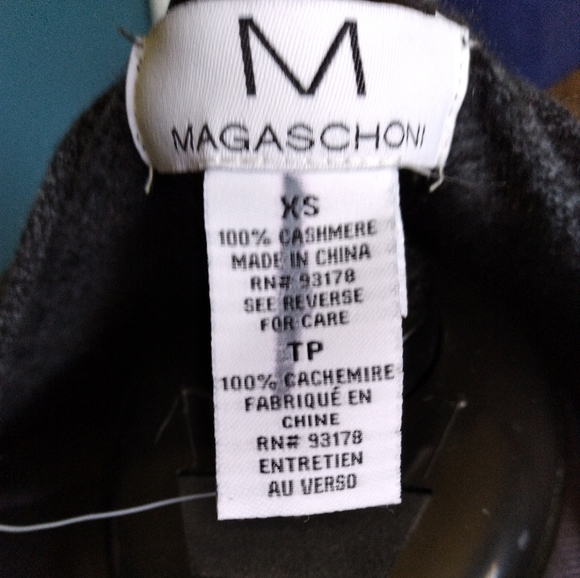 M
MAGASCHONI
XS
100% CASHMERE
MADE IN CHINA
RN# 93178
SEE REVERSE
FOR CARE
TP
100% CACHEMIRE
FABRIQUÉ EN
CHINE
RN# 93178
ENTRETIEN
AU VERSO